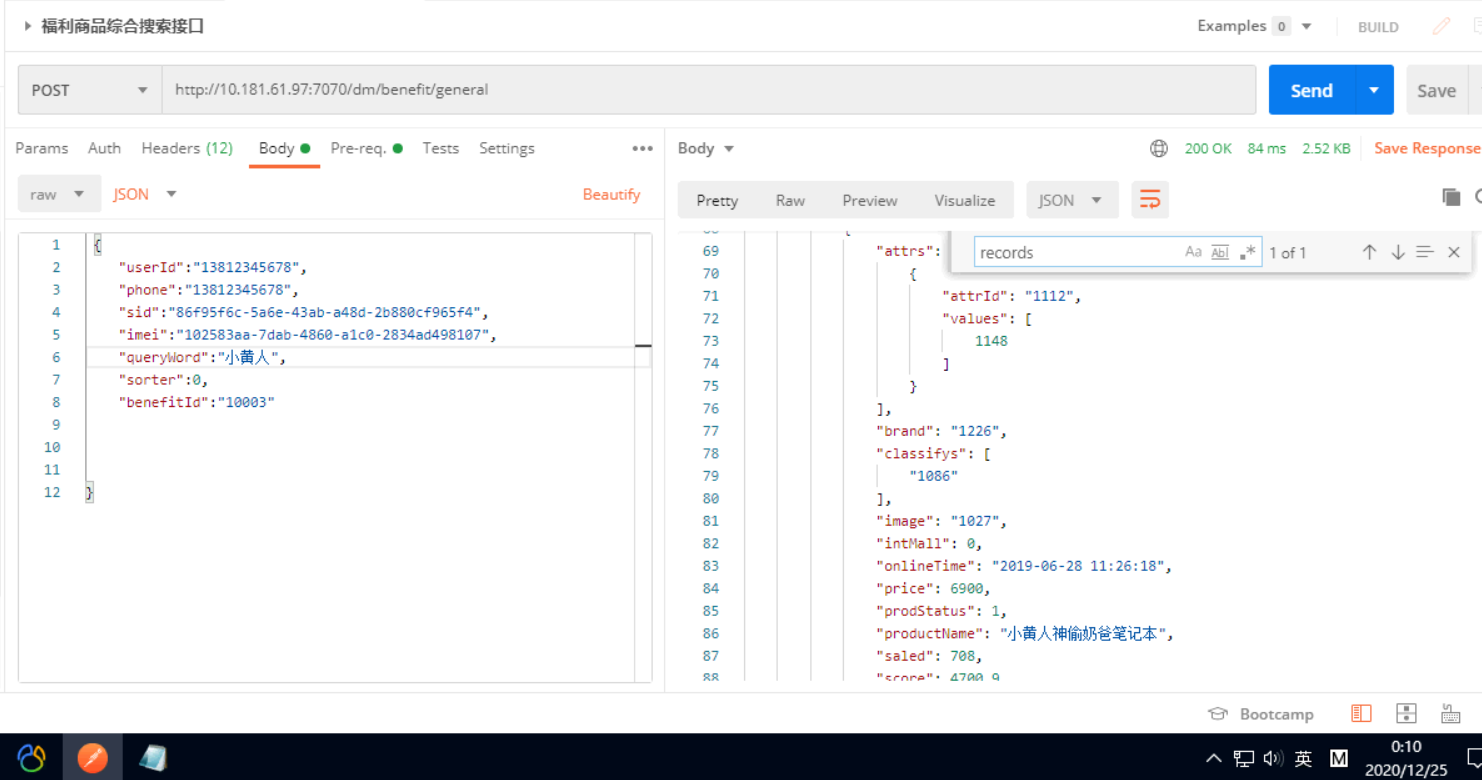 福利商品综合搜索接口
Examples 0
BUILD
POST
http://10.181.61.97:7070/dm/benefit/general
Send
Save
Params Auth Headers (12) Body Pre-req. Tests Settings
raw JSON
Beautify
1 {
2 "userId":"13812345678",
3 "phone":"13812345678",
4 "sid":"86f95f6c-5a6e-43ab-a48d-2b880cf965f4",
5 "imei":"102583aa-7dab-4860-a1c0-2834ad498107",
6 "queryWord":"小黄人",
7 "sorter":0,
8 "benefitId":"10003"
9
10
11
12 }
Body
200 OK 84 ms 2.52 KB Save Response
Pretty Raw Preview Visualize JSON
records Aa Abl .* 1 of 1
69 "attrs":
70 {
71 "attrId": "1112",
72 "values": [
73 1148
74 ]
75 }
76 ],
77 "brand": "1226",
78 "classifys": [
79 "1086"
80 ],
81 "image": "1027",
82 "intMall": 0,
83 "onlineTime": "2019-06-28 11:26:18",
84 "price": 6900,
85 "prodStatus": 1,
86 "productName": "小黄人神偷奶爸笔记本",
87 "saled": 708,
88 "score": 4700.9
Bootcamp
英 M
0:10
2020/12/25